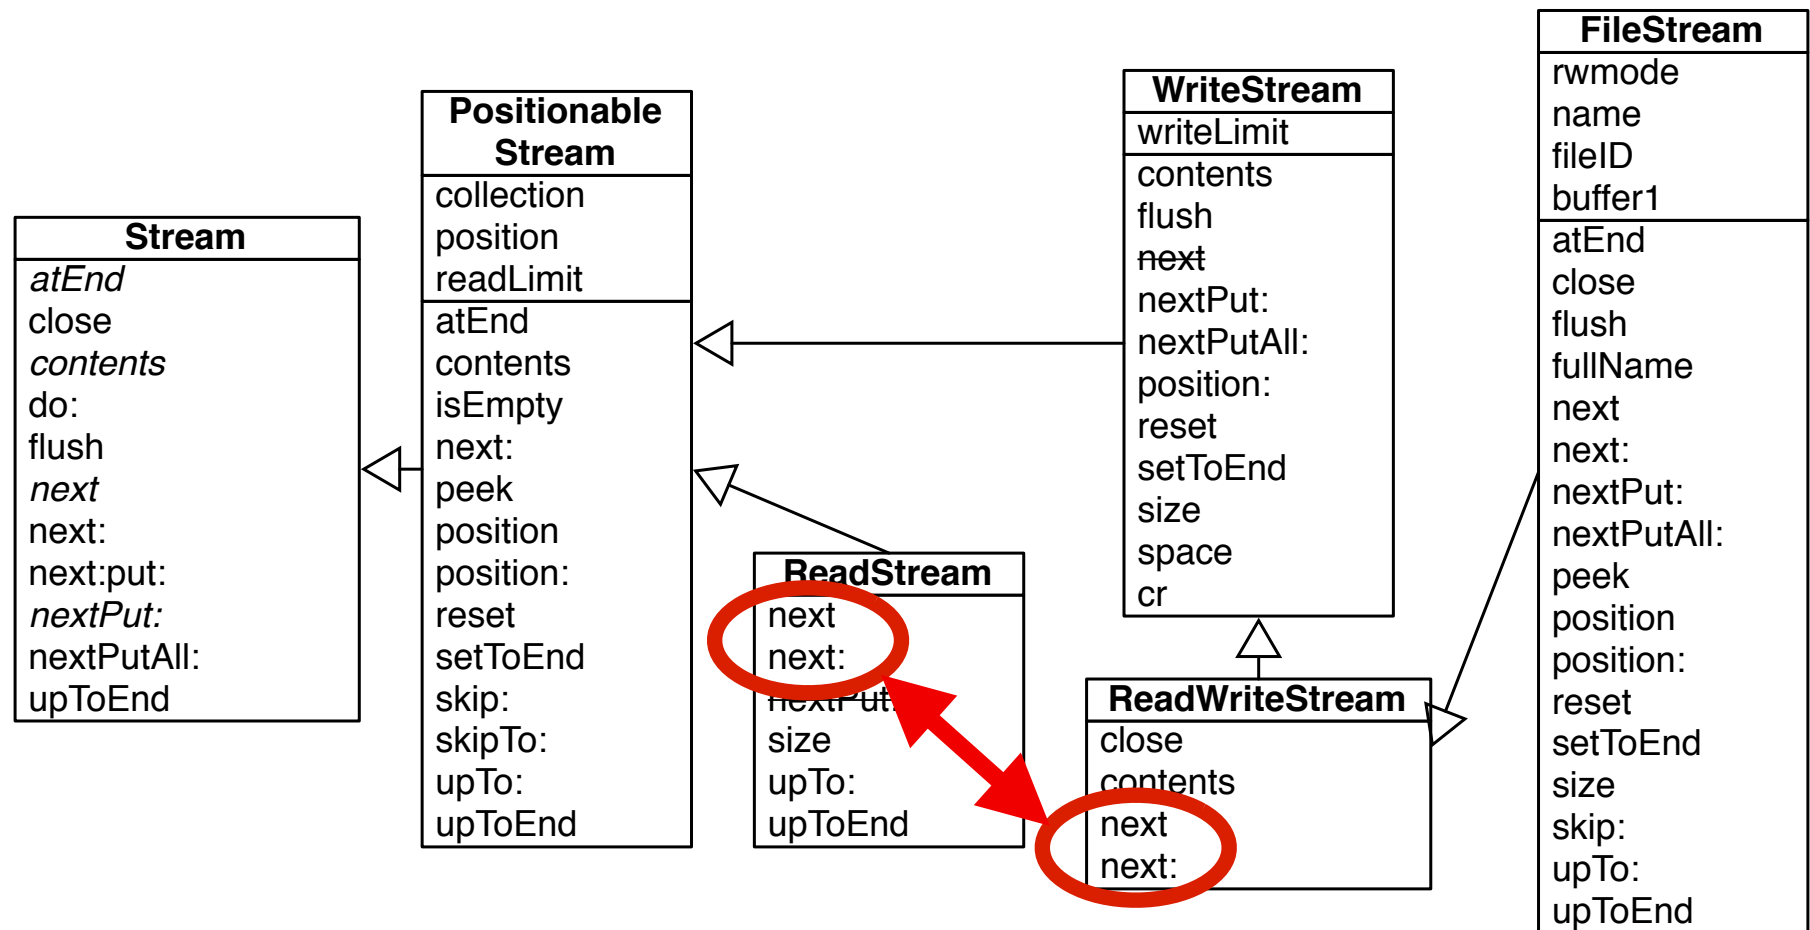 Stream
atEnd
close
contents
do:
flush
next
next:
next:put:
nextPut:
nextPutAll:
upToEnd
Positionable
Stream
collection
position
readLimit
atEnd
contents
isEmpty
next:
peek
position
position:
reset
setToEnd
skip:
skipTo:
upTo:
upToEnd
ReadStream
next
next:
nextPut:
size
upTo:
upToEnd
WriteStream
writeLimit
contents
flush
next
nextPut:
nextPutAll:
position:
reset
setToEnd
size
space
cr
ReadWriteStream
close
contents
next
next:
FileStream
rwmode
name
fileID
buffer1
atEnd
close
flush
fullName
next
next:
nextPut:
nextPutAll:
peek
position
position:
reset
setToEnd
size
skip:
upTo:
upToEnd